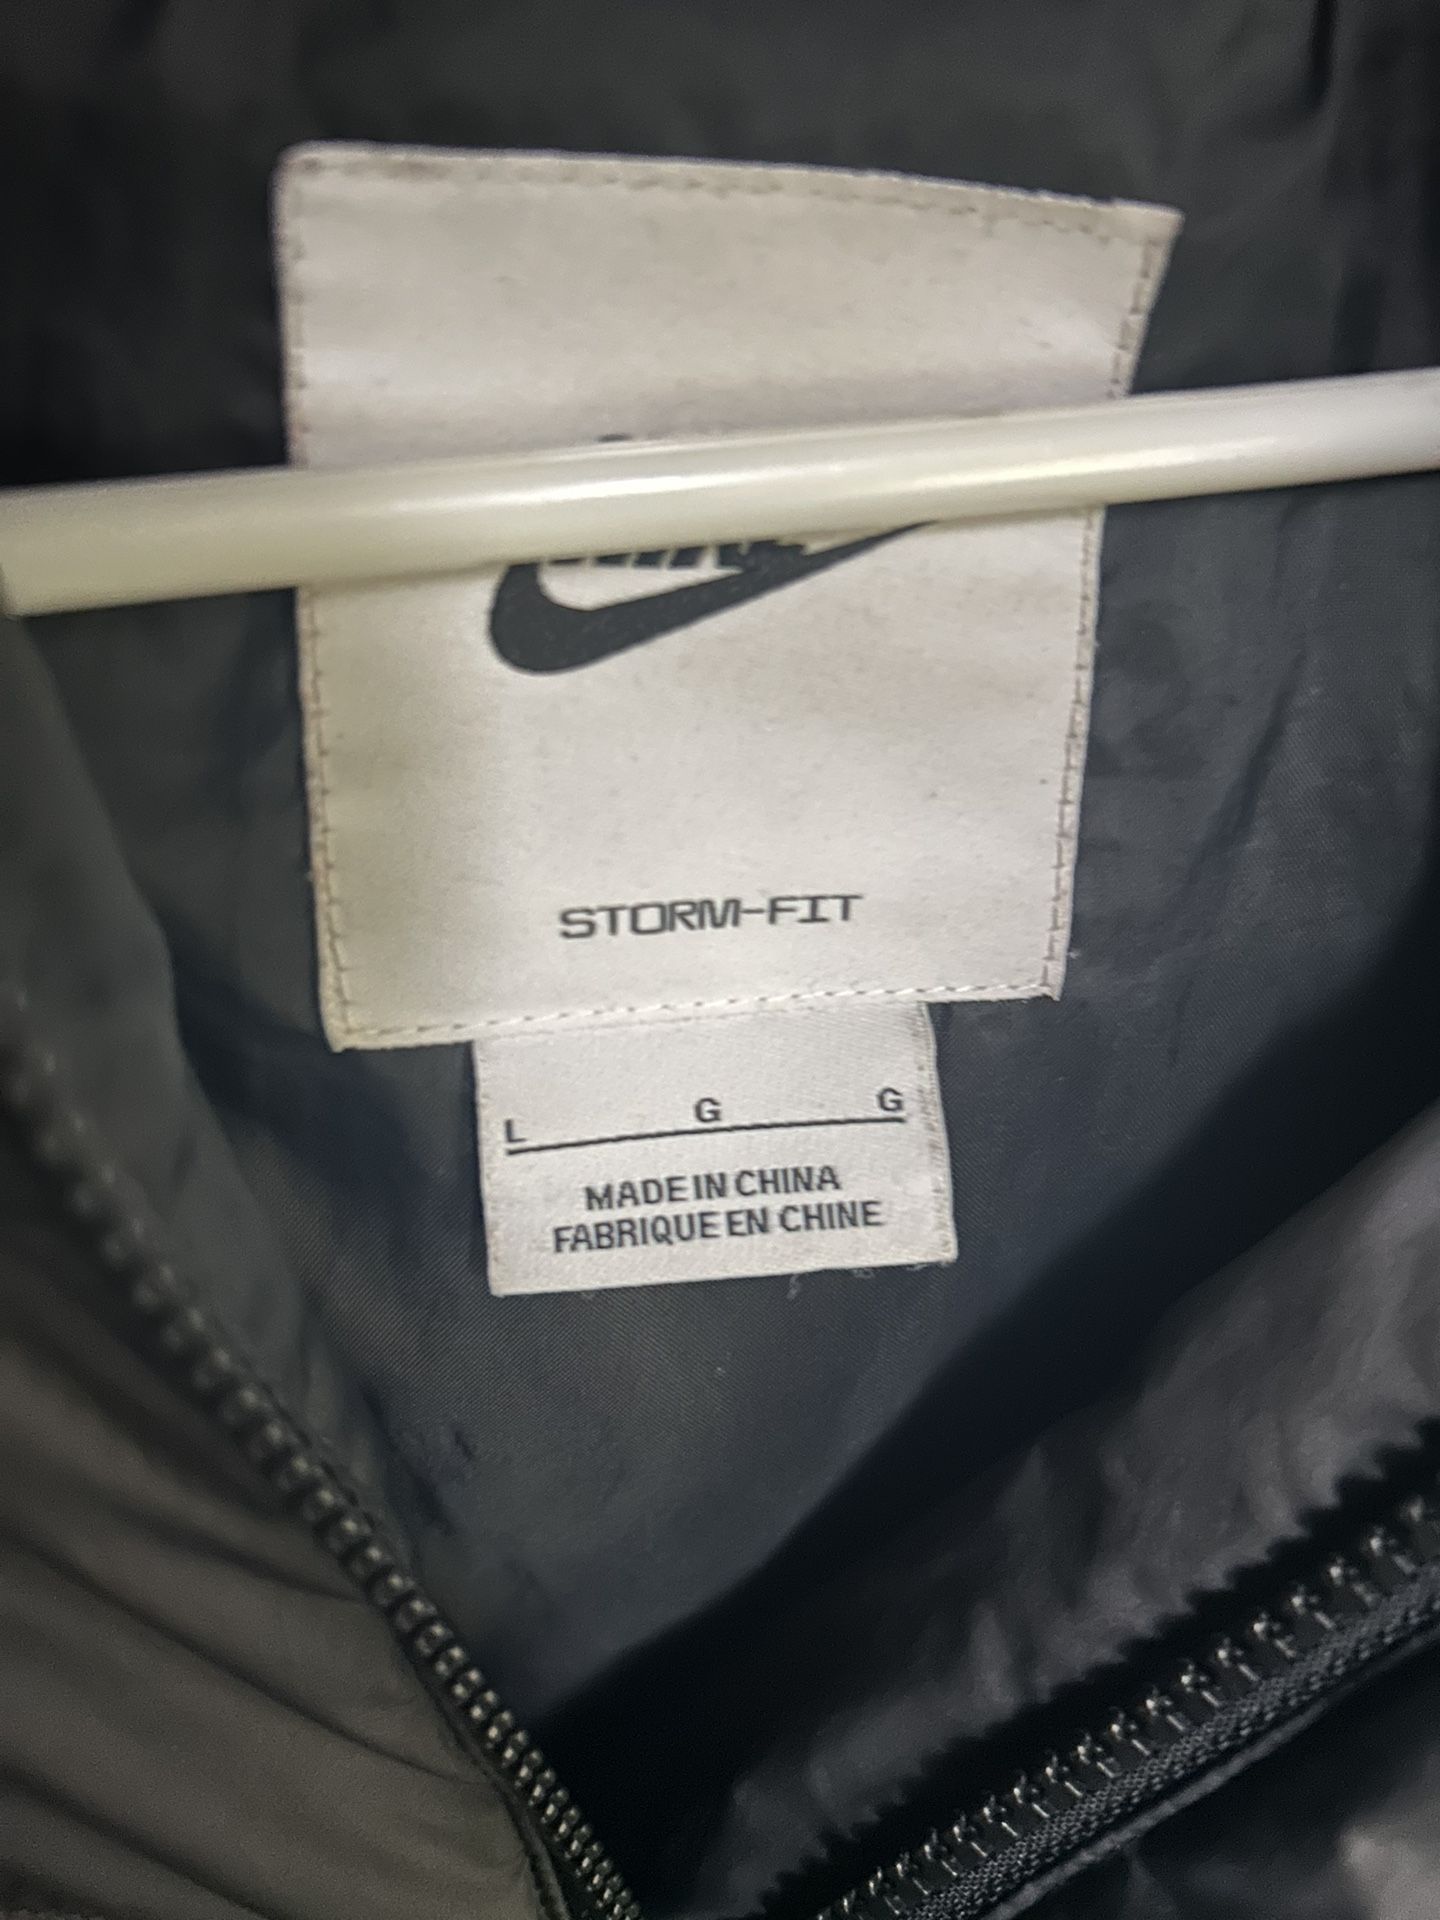 STORM-FIT
L G G
MADE IN CHINA
FABRIQUE EN CHINE